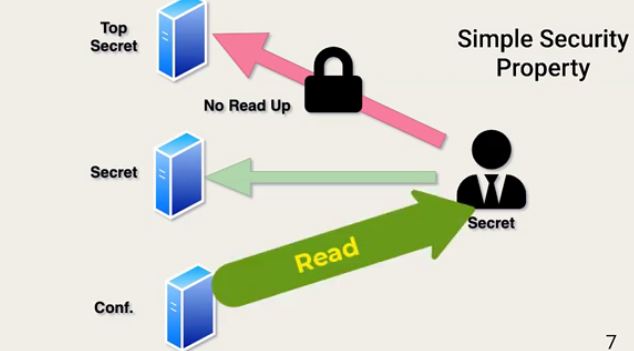 Top
Secret
Simple Security
Property
No Read Up
Secret
Secret
Read
Conf.
7